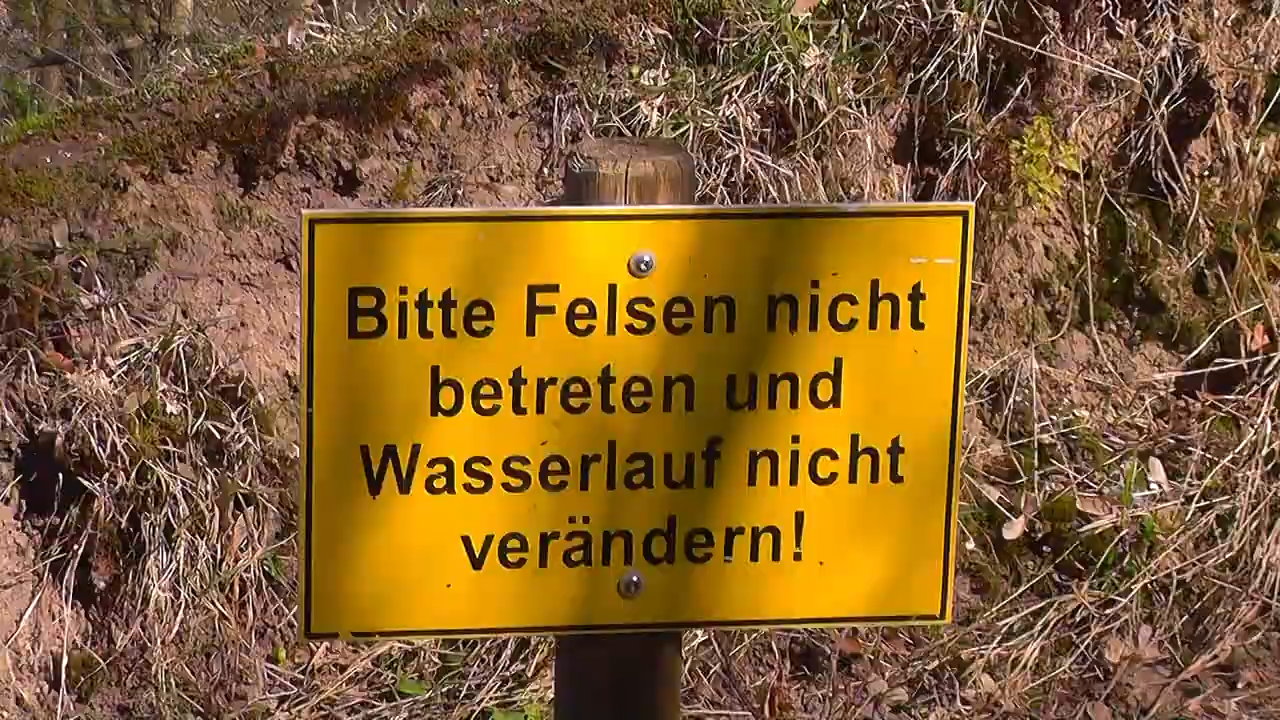 Bitte Felsen nicht
betreten und
Wasserlauf nicht
verändern!